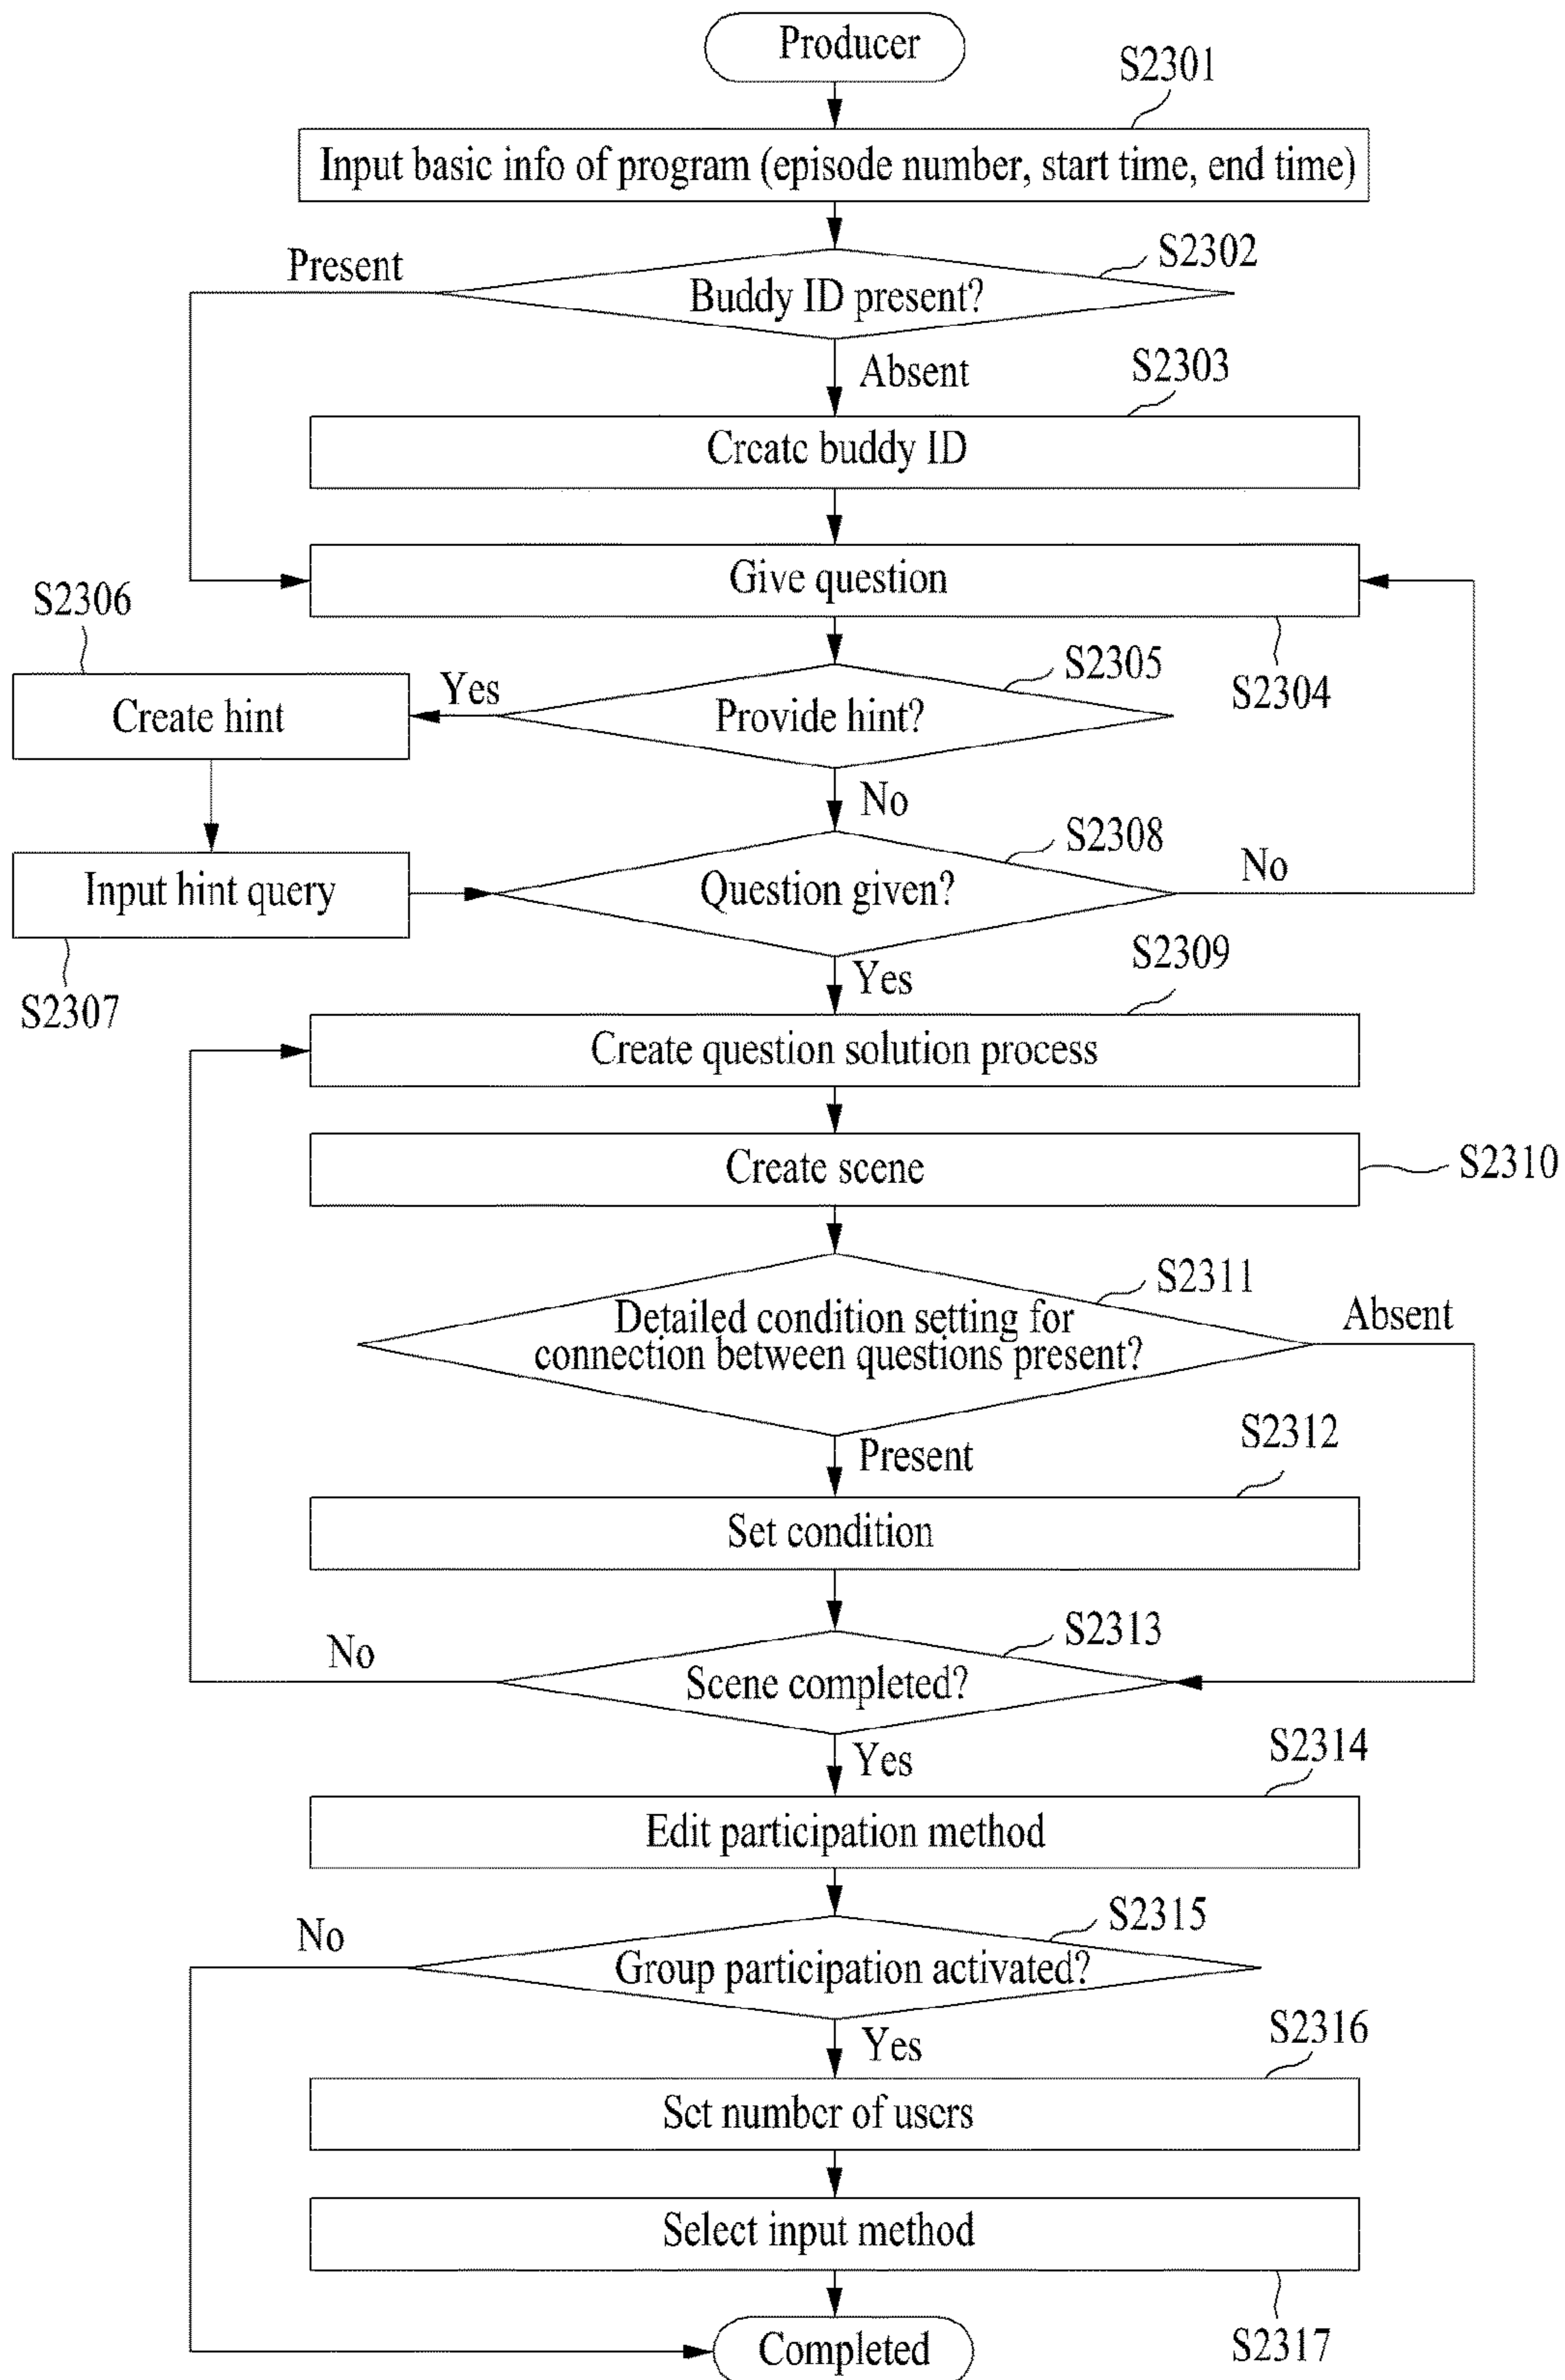 Producer
S2301
Input basic info of program (episode number, start time, end time)
S2302
Present
Buddy ID present?
Absent
S2303
Create buddy ID
Give question
S2306
S2305
S2304
Yes
Create hint
Provide hint?
No
S2308
Input hint query
Question given?
No
S2307
Yes
S2309
Create question solution process
Create scene
S2310
S2311
Absent
Detailed condition setting for
connection between questions present?
Present
S2312
Set condition
S2313
No
Scene completed?
Yes
S2314
Edit participation method
S2315
No
Group participation activated?
Yes
S2316
Set number of users
Select input method
S2317
Completed